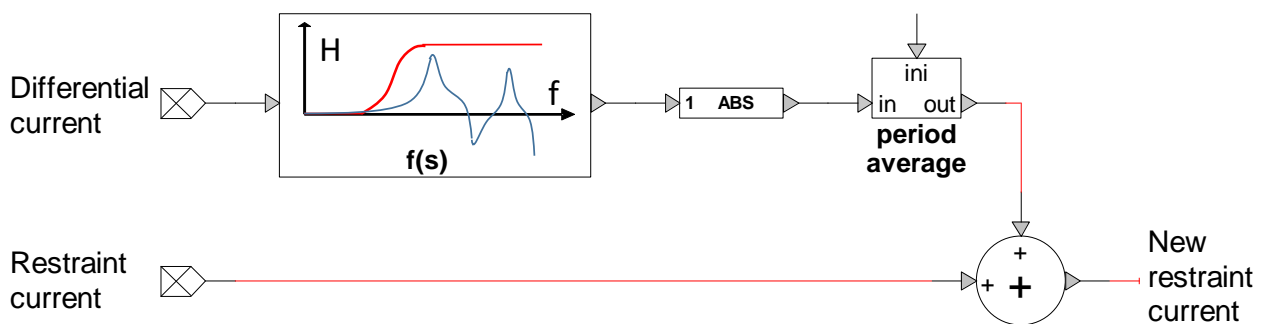 H
f
f(s)
Differential
current
1 ABS
ini
in out
period
average
+
+ +
Restraint
current
New
restraint
current